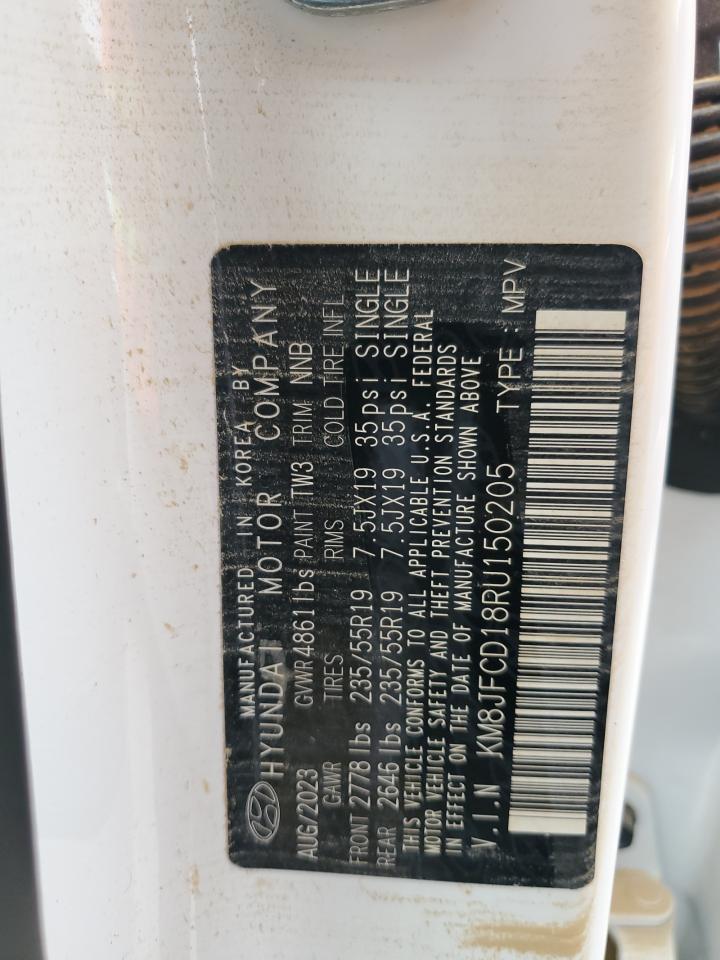 MANUFACTURED IN KOREA BY
HYUNDAI MOTOR COMPANY
AUG/2023 GVWR 4861 lbs PAINT TW3 TRIM NNB
GAWR TIRES RIMS COLD TIRE INFL
FRONT 2778 lbs 235/55R19 7.5JX19 35psi SINGLE
REAR 2646 lbs 235/55R19 7.5JX19 35psi SINGLE
THIS VEHICLE CONFORMS TO ALL APPLICABLE U.S.A. FEDERAL
MOTOR VEHICLE SAFETY AND THEFT PREVENTION STANDARDS
IN EFFECT ON THE DATE OF MANUFACTURE SHOWN ABOVE
V.I.N KM8JFCD18RU150205 TYPE : MPV